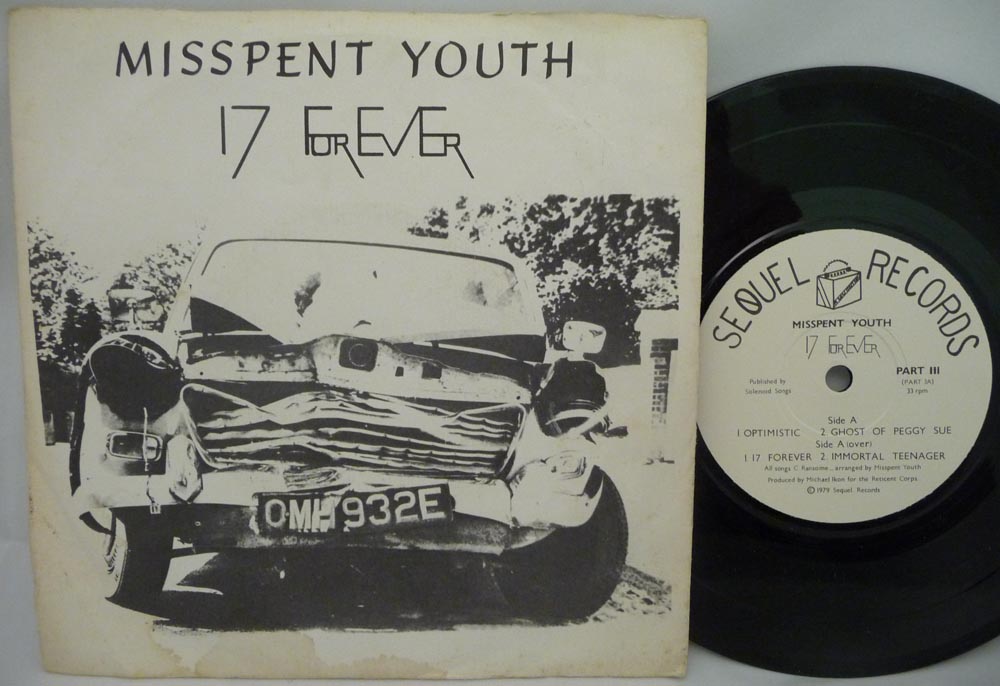 MISSPENT YOUTH
17 ForEVEr
OMH 932E
SEQUEL RECORDS
MISSPENT YOUTH
17 ForEVEr
PART III
(PART 3A)
33 rpm
Published by
Solenoid Songs
Side A
1 OPTIMISTIC 2 GHOST OF PEGGY SUE
Side A (over)
1 17 FOREVER 2 IMMORTAL TEENAGER
All songs C. Ransome., arranged by Misspent Youth
Produced by Michael Ikon for the Reticent Corps.
© 1979 Sequel Records